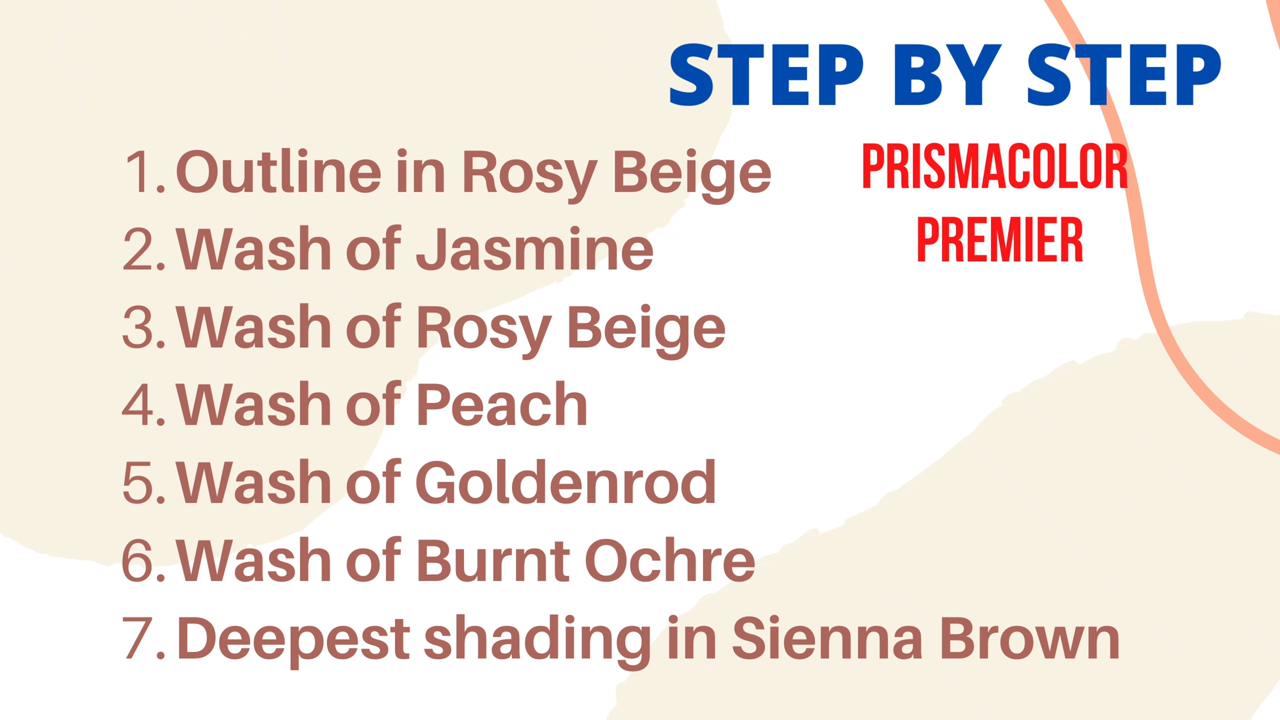 STEP BY STEP
PRISMACOLOR
PREMIER
1. Outline in Rosy Beige
2. Wash of Jasmine
3. Wash of Rosy Beige
4. Wash of Peach
5. Wash of Goldenrod
6. Wash of Burnt Ochre
7. Deepest shading in Sienna Brown